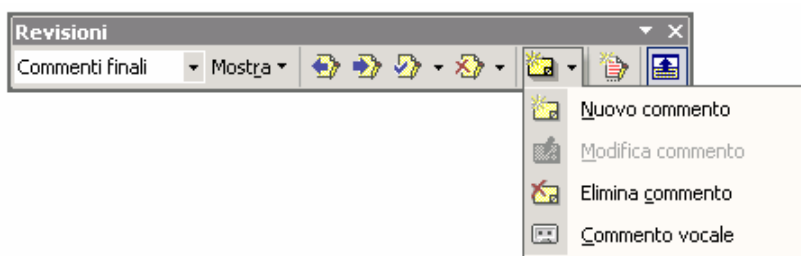 Revisioni
Commenti finali Mostra
Nuovo commento
Modifica commento
Elimina commento
Commento vocale